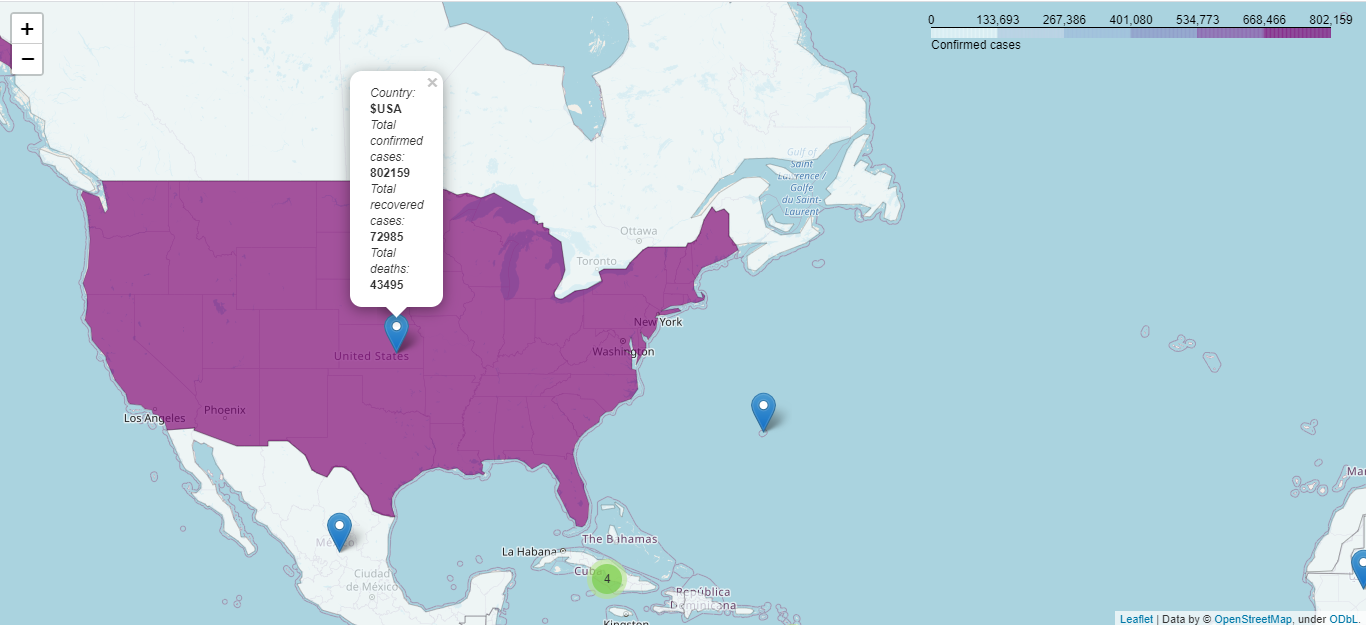 +
−
0 133,693 267,386 401,080 534,773 668,466 802,159
Confirmed cases
×
Country:
$USA
Total
confirmed
cases:
802159
Total
recovered
cases:
72985
Total
deaths:
43495
Gulf of
Saint
Lawrence /
Golfe
du Saint-
Laurent
Ottawa
Toronto
New York
Washington
United States
Phoenix
Los Angeles
México
Ciudad
de México
The Bahamas
La Habana
Cuba
4
República
Dominicana
Kingston
Leaflet | Data by © OpenStreetMap, under ODbL.